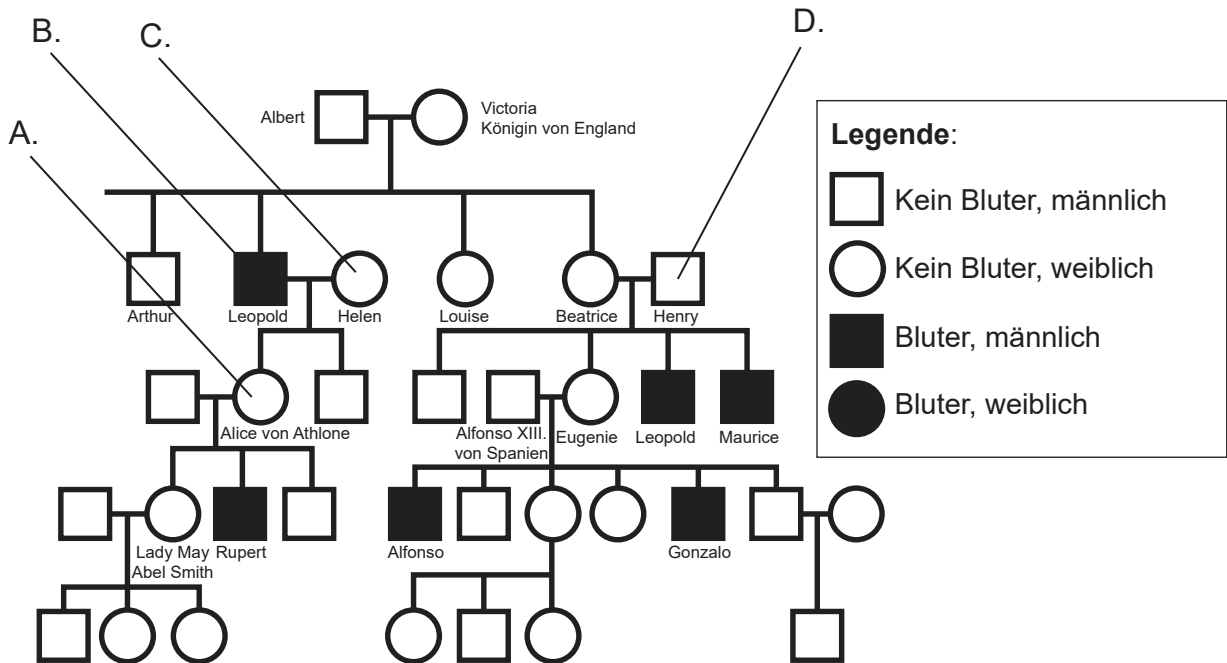 B.
C.
D.
A.
Albert
Victoria
Königin von England
Legende:
Kein Bluter, männlich
Kein Bluter, weiblich
Bluter, männlich
Bluter, weiblich
Arthur
Leopold
Helen
Louise
Beatrice
Henry
Alice von Athlone
Alfonso XIII.
von Spanien
Eugenie
Leopold
Maurice
Lady May
Abel Smith
Rupert
Alfonso
Gonzalo